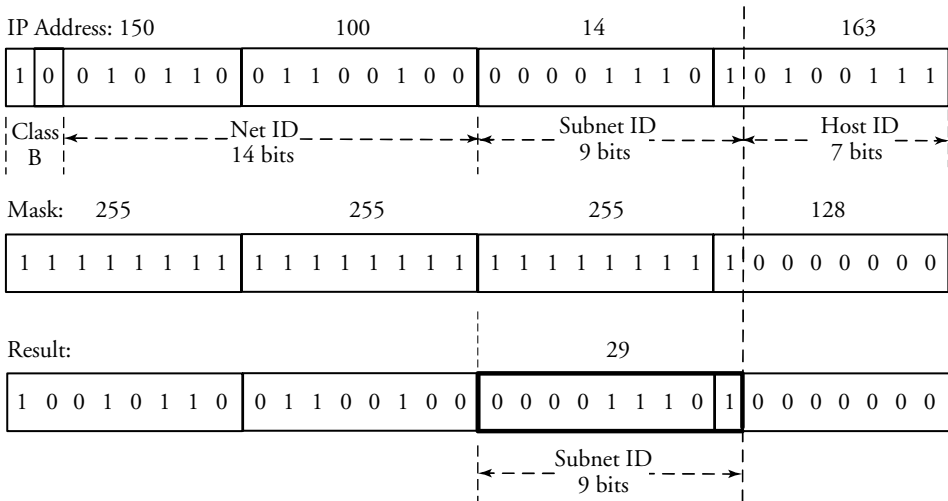 IP Address: 150 100 14 163
1 0 0 1 0 1 1 0 0 1 1 0 0 1 0 0 0 0 0 0 1 1 1 0 1 0 1 0 0 1 1 1
Class B
Net ID
14 bits
Subnet ID
9 bits
Host ID
7 bits
Mask: 255 255 255 128
1 1 1 1 1 1 1 1 1 1 1 1 1 1 1 1 1 1 1 1 1 1 1 1 1 0 0 0 0 0 0 0
Result: 29
1 0 0 1 0 1 1 0 0 1 1 0 0 1 0 0 0 0 0 0 1 1 1 0 1 0 0 0 0 0 0 0
Subnet ID
9 bits